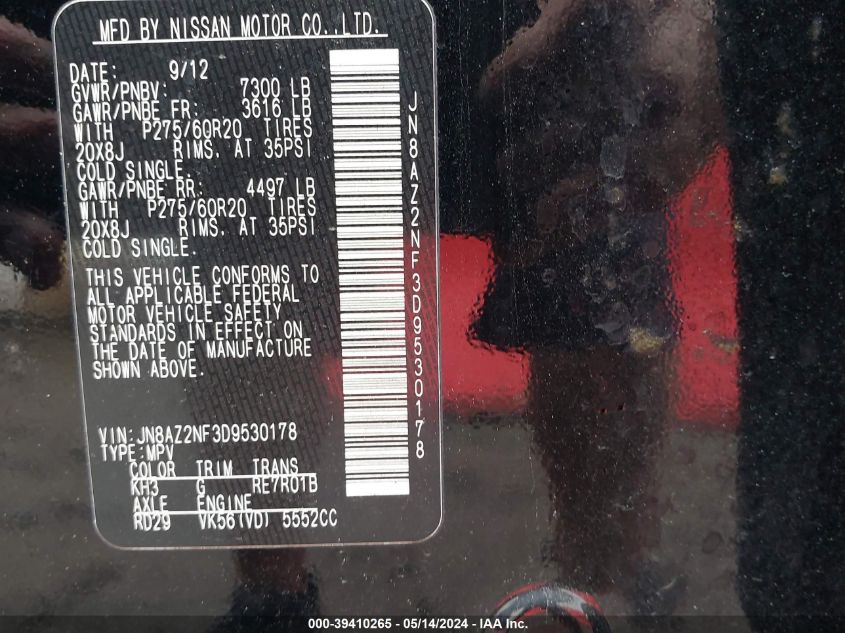 MFD BY NISSAN MOTOR CO.,LTD.
DATE: 9/12
GVWR/PNBV: 7300 LB
GAWR/PNBE FR: 3616 LB
WITH P275/60R20 TIRES
20X8J RIMS. AT 35PSI
COLD SINGLE.
GAWR/PNBE RR: 4497 LB
WITH P275/60R20 TIRES
20X8J RIMS. AT 35PSI
COLD SINGLE.
THIS VEHICLE CONFORMS TO
ALL APPLICABLE FEDERAL
MOTOR VEHICLE SAFETY
STANDARDS IN EFFECT ON
THE DATE OF MANUFACTURE
SHOWN ABOVE.
VIN:JN8AZ2NF3D9530178
TYPE:MPV
COLOR TRIM TRANS
KH3 G RE7R01B
AXLE ENGINE
RD29 VK56(VD) 5552CC
JN8AZ2NF3D9530178
000-39410265 - 05/14/2024 - IAA Inc.